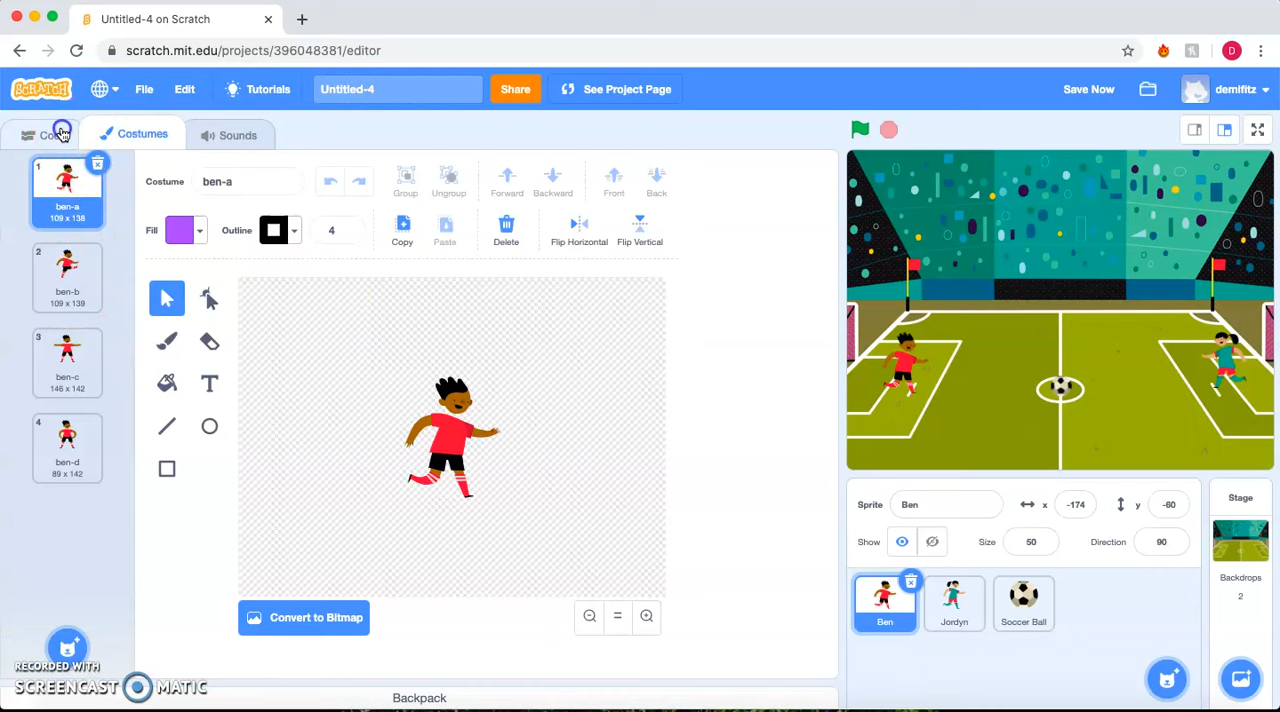 Untitled-4 on Scratch
scratch.mit.edu/projects/396048381/editor
D
SCRATCH
File
Edit
Tutorials
Untitled-4
Share
See Project Page
Save Now
demifitz
Costumes
Sounds
1
ben-a
109 x 138
2
ben-b
109 x 139
3
ben-c
146 x 142
4
ben-d
89 x 142
Costume
ben-a
Group
Ungroup
Forward
Backward
Front
Back
Fill
Outline
4
Copy
Paste
Delete
Flip Horizontal
Flip Vertical
T
Convert to Bitmap
Sprite
Ben
x
-174
y
-60
Show
Size
50
Direction
90
Ben
Jordyn
Soccer Ball
Stage
Backdrops
2
Backpack
RECORDED WITH
SCREENCAST MATIC